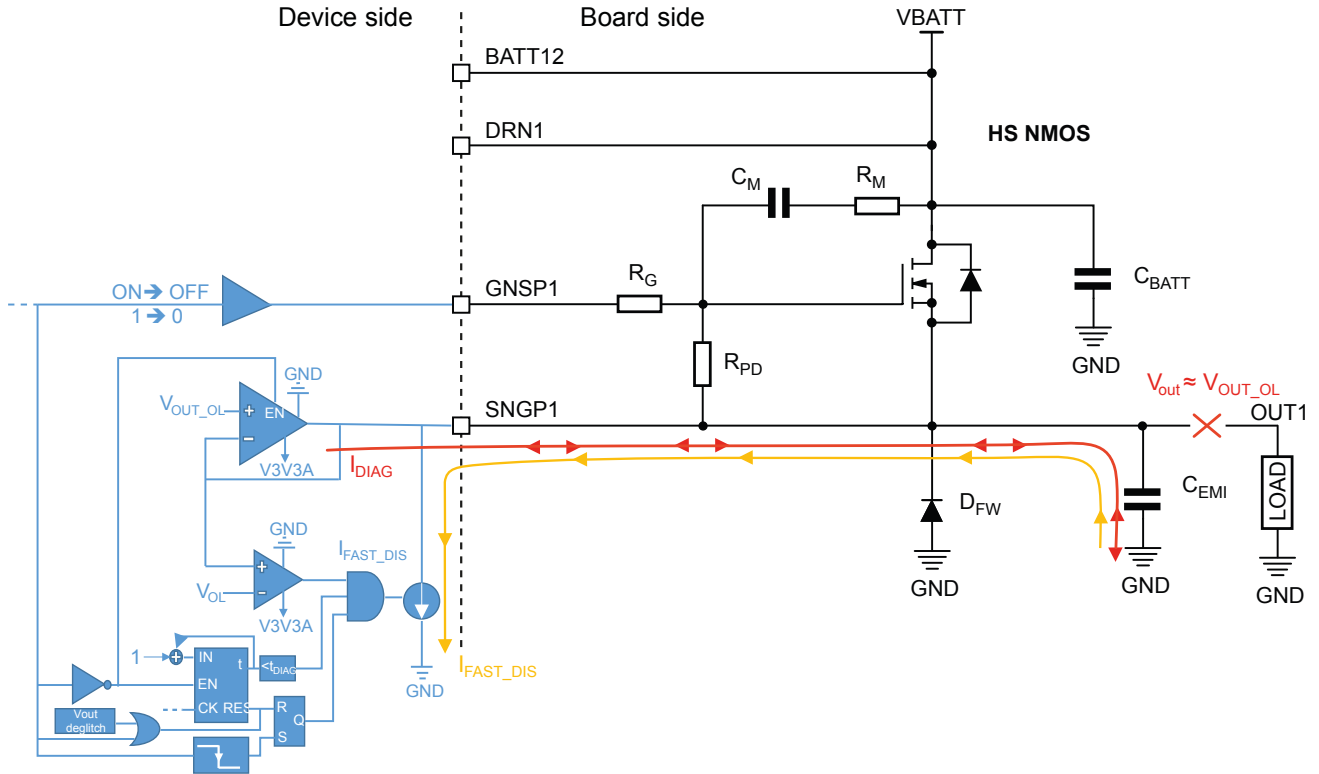 Device side
Board side
VBATT
BATT12
DRN1
HS NMOS
CM
RM
RG
GNSP1
CBATT
GND
ON➔ OFF
1 ➔ 0
RPD
GND
VOUT_OL
+
EN
−
V3V3A
SNGP1
Vout ≈ VOUT_OL
OUT1
IDIAG
CEMI
LOAD
DFW
GND
GND
GND
GND
IFAST_DIS
+
VOL
−
V3V3A
1
+
IN
t
<tDIAG
EN
CK
RES
R
Q
S
Vout
deglitch
GND
IFAST_DIS